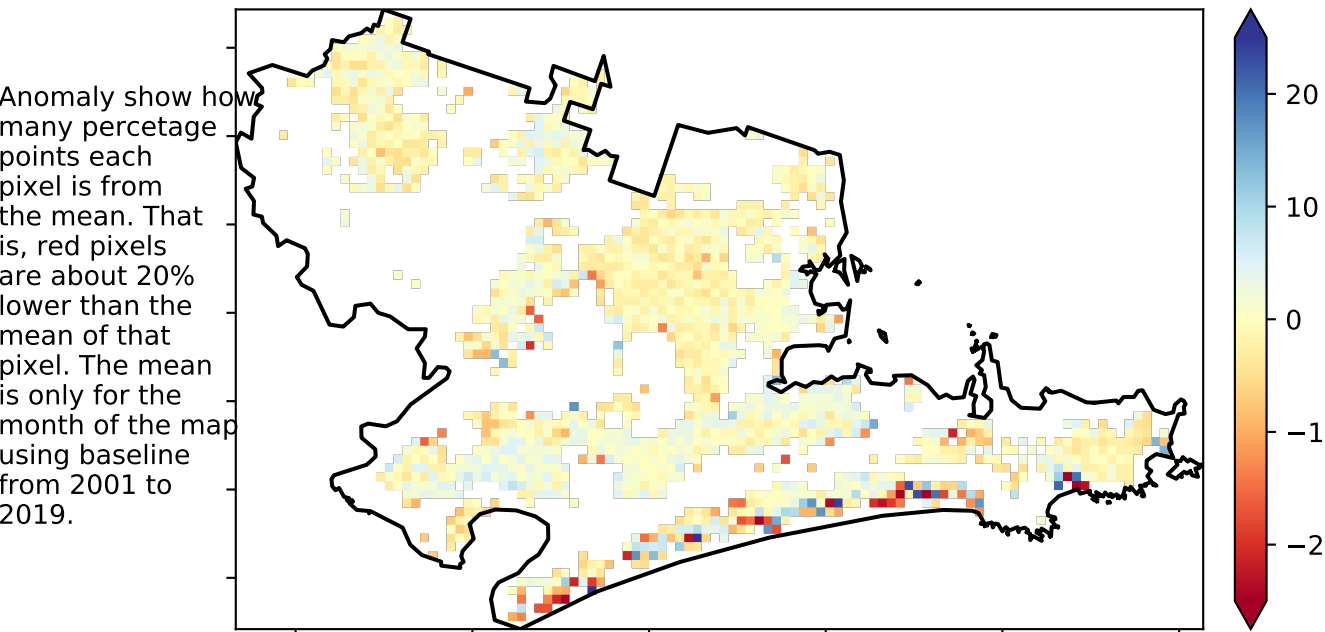 Anomaly show how
many percetage
points each
pixel is from
the mean. That
is, red pixels
are about 20%
lower than the
mean of that
pixel. The mean
is only for the
month of the map
using baseline
from 2001 to
2019.
20
10
0
−1
−2